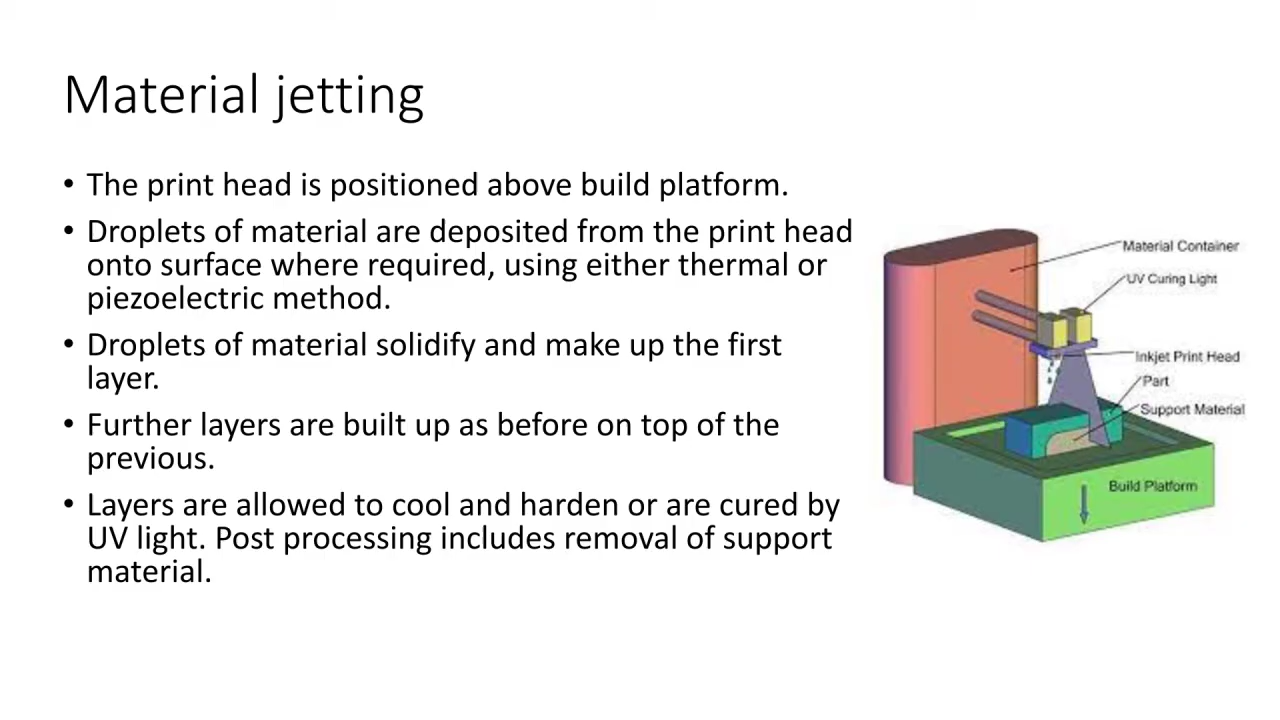 Material jetting
• The print head is positioned above build platform.
• Droplets of material are deposited from the print head
onto surface where required, using either thermal or
piezoelectric method.
• Droplets of material solidify and make up the first
layer.
• Further layers are built up as before on top of the
previous.
• Layers are allowed to cool and harden or are cured by
UV light. Post processing includes removal of support
material.
Material Container
UV Curing Light
Inkjet Print Head
Part
Support Material
Build Platform